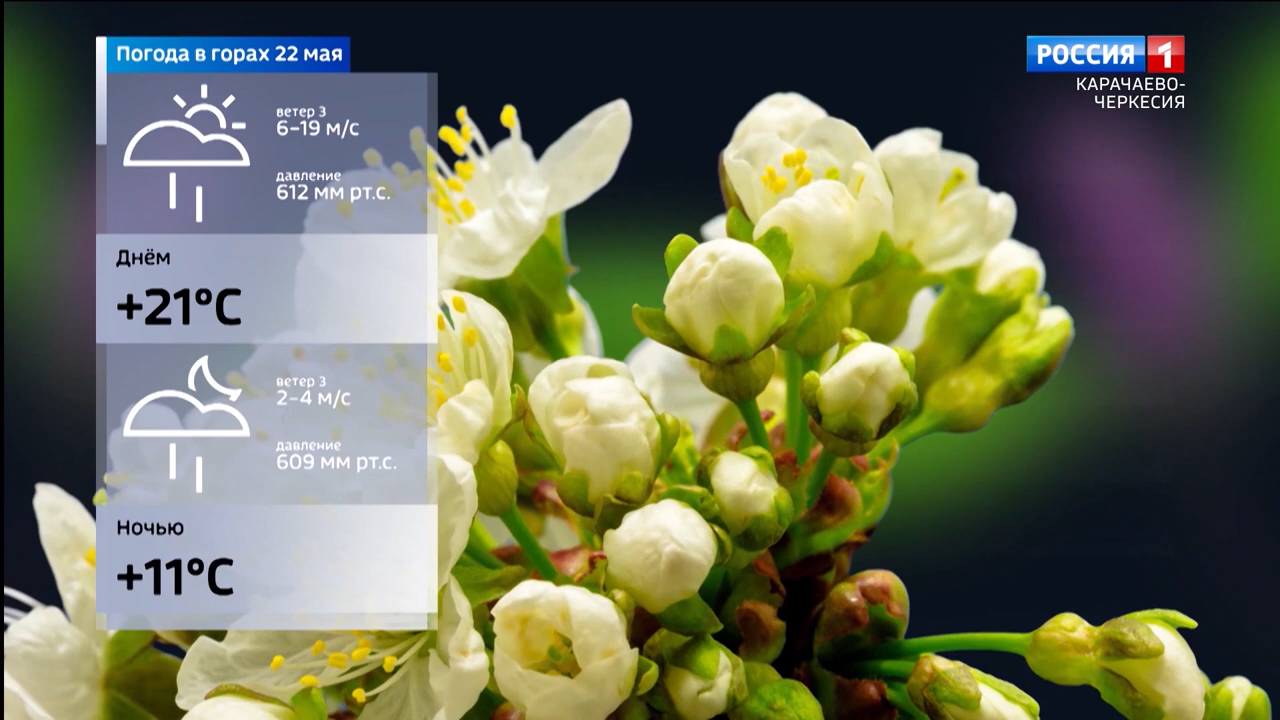 Погода в горах 22 мая
ветер З
6–19 м/с
давление
612 мм рт.с.
Днём
+21°C
ветер З
2–4 м/с
давление
609 мм рт.с.
Ночью
+11°C
РОССИЯ 1
КАРАЧАЕВО-
ЧЕРКЕСИЯ